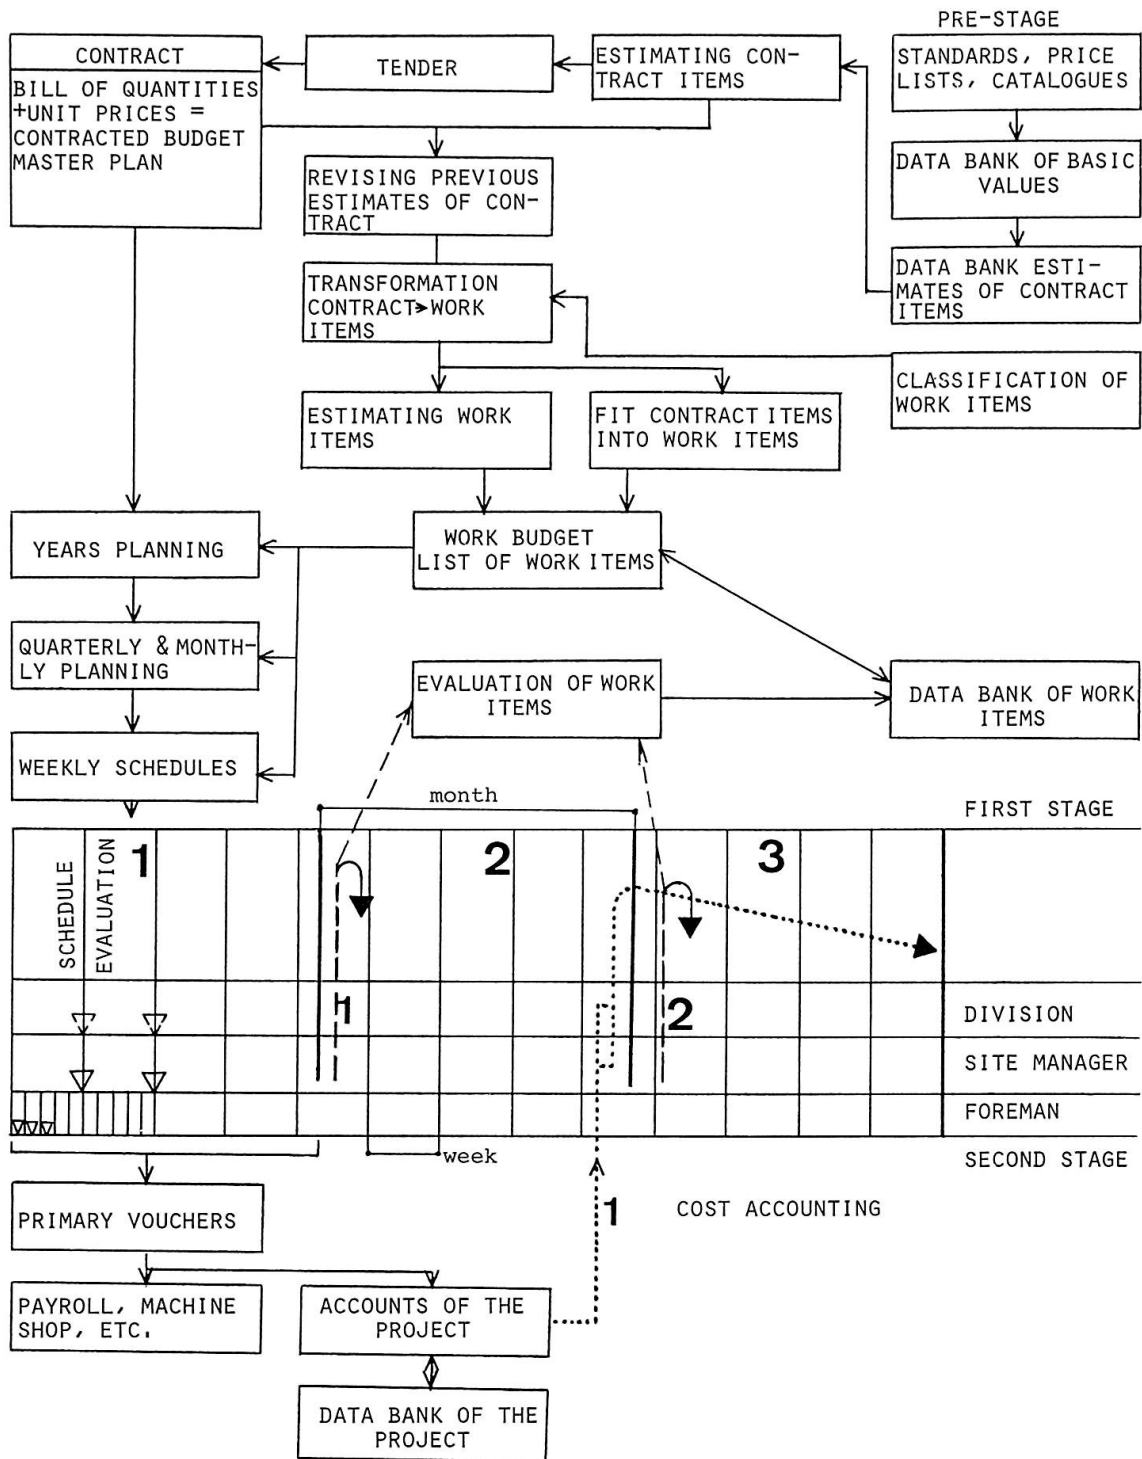 PRE-STAGE
CONTRACT
BILL OF QUANTITIES
+UNIT PRICES =
CONTRACTED BUDGET
MASTER PLAN
TENDER
ESTIMATING CON-
TRACT ITEMS
STANDARDS, PRICE
LISTS, CATALOGUES
DATA BANK OF BASIC
VALUES
REVISING PREVIOUS
ESTIMATES OF CON-
TRACT
DATA BANK ESTI-
MATES OF CONTRACT
ITEMS
TRANSFORMATION
CONTRACT➤WORK
ITEMS
CLASSIFICATION OF
WORK ITEMS
ESTIMATING WORK
ITEMS
FIT CONTRACT ITEMS
INTO WORK ITEMS
YEARS PLANNING
WORK BUDGET
LIST OF WORK ITEMS
QUARTERLY & MONTH-
LY PLANNING
EVALUATION OF WORK
ITEMS
DATA BANK OF WORK
ITEMS
WEEKLY SCHEDULES
month
FIRST STAGE
SCHEDULE
EVALUATION
1
2
3
1
2
DIVISION
SITE MANAGER
FOREMAN
week
SECOND STAGE
PRIMARY VOUCHERS
1
COST ACCOUNTING
PAYROLL, MACHINE
SHOP, ETC.
ACCOUNTS OF THE
PROJECT
DATA BANK OF THE
PROJECT